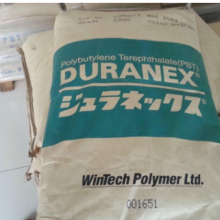 Polybutylene Terephthalate(PBT)
DURANEX®
ジュラネックス®
WinTech Polymer Ltd.
001651